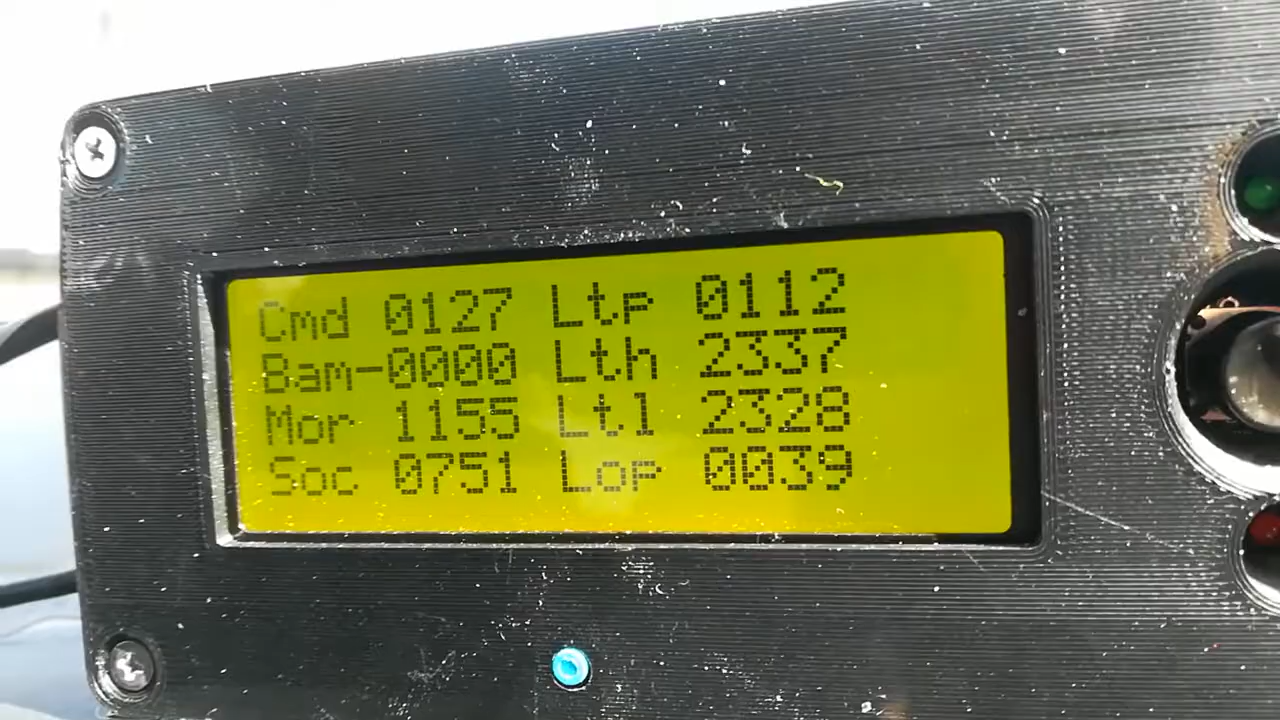 Cmd 0127 Ltp 0112
Bam-0000 Lth 2337
Mor 1155 Ltl 2328
Soc 0751 Lop 0039